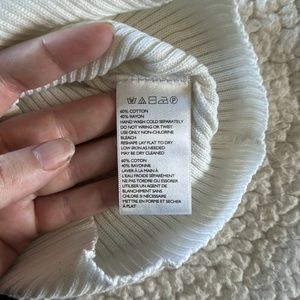 60% COTTON
40% RAYON
HAND WASH COLD SEPARATELY
DO NOT WRING OR TWIST
USE ONLY NON-CHLORINE
BLEACH
RESHAPE LAY FLAT TO DRY
LOW IRON AS NEEDED
MAY BE DRY CLEANED
60% COTON
40% RAYONNE
LAVER À LA MAIN À
L'EAU FROIDE SÉPARÉMENT
NE PAS TORDRE OU ESSORER
UTILISER UN AGENT DE
BLANCHIMENT SANS
CHLORE SI NÉCESSAIRE
METTRE EN FORME ET SÉCHER
À PLAT